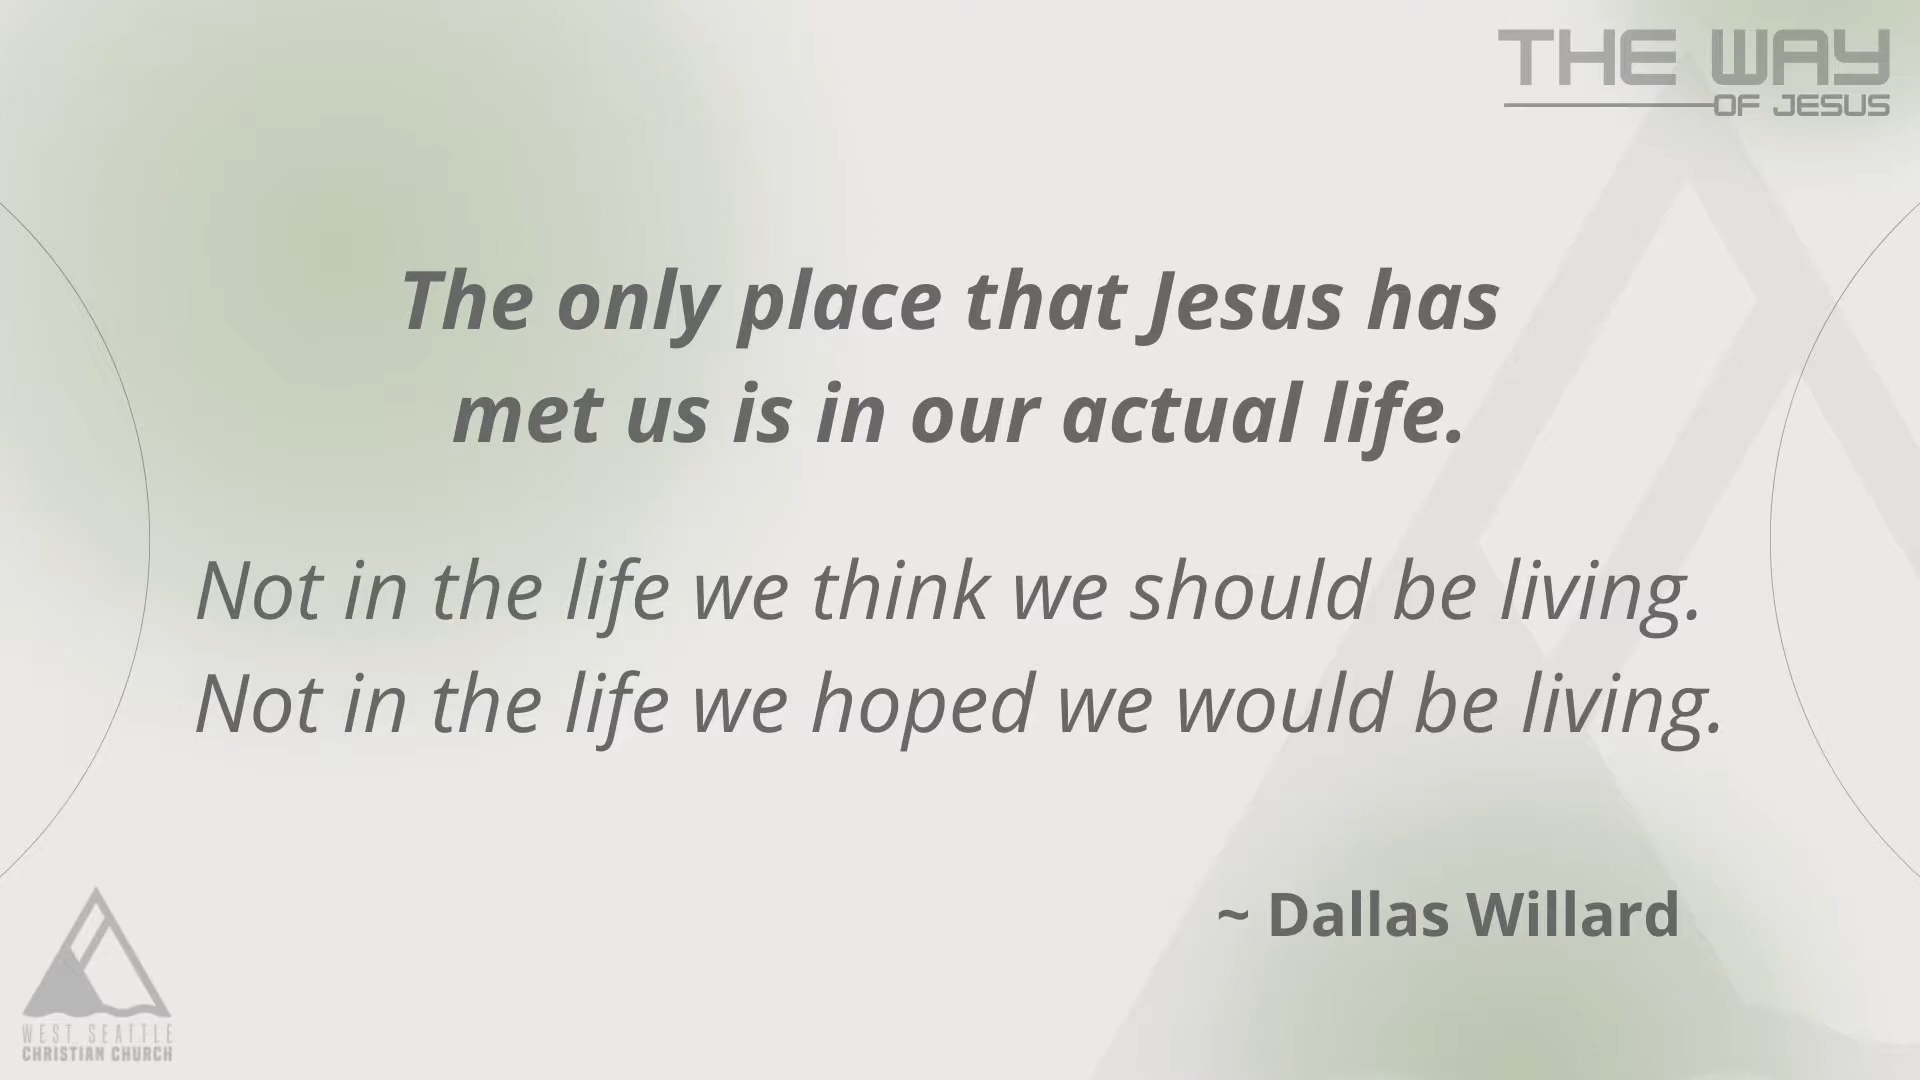 THE WAY
OF JESUS
The only place that Jesus has
met us is in our actual life.
Not in the life we think we should be living.
Not in the life we hoped we would be living.
~ Dallas Willard
WEST SEATTLE
CHRISTIAN CHURCH